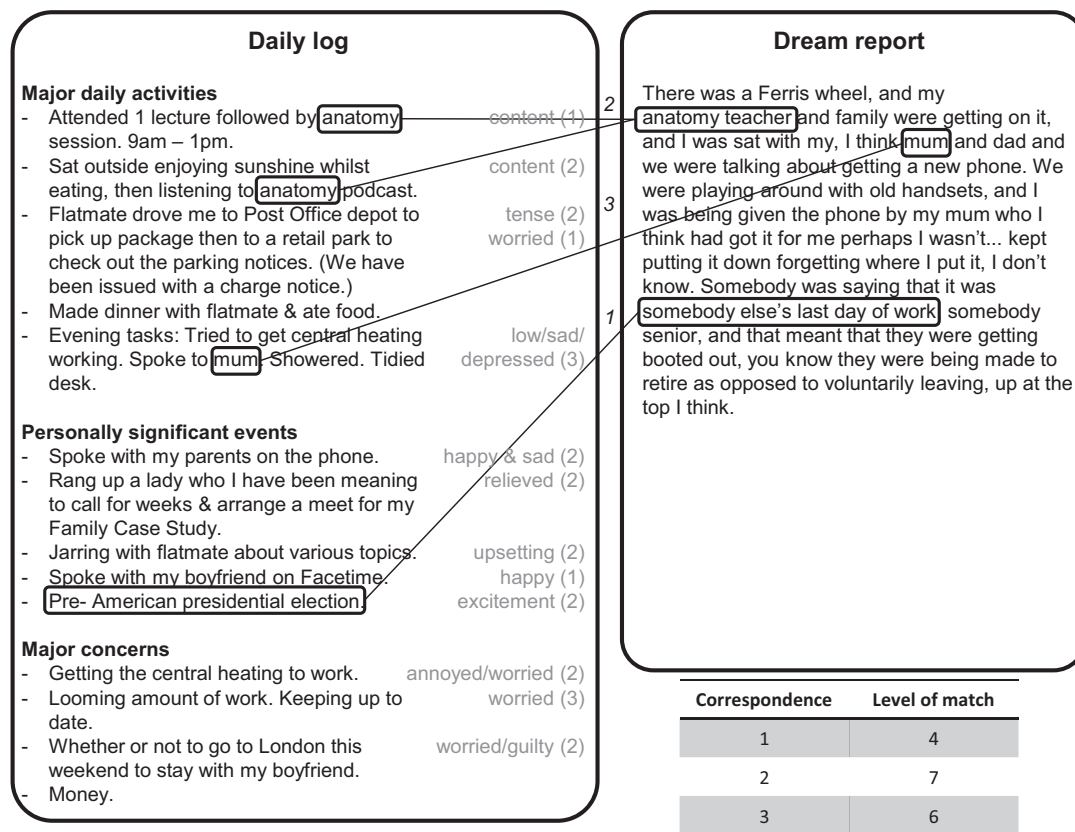 Daily log
Major daily activities
- Attended 1 lecture followed by anatomy content (1)
session. 9am – 1pm.
- Sat outside enjoying sunshine whilst content (2)
eating, then listening to anatomy podcast.
- Flatmate drove me to Post Office depot to tense (2)
pick up package then to a retail park to worried (1)
check out the parking notices. (We have
been issued with a charge notice.)
- Made dinner with flatmate & ate food.
- Evening tasks: Tried to get central heating low/sad/
working. Spoke to mum. Showered. Tidied depressed (3)
desk.
Personally significant events
- Spoke with my parents on the phone. happy & sad (2)
- Rang up a lady who I have been meaning relieved (2)
to call for weeks & arrange a meet for my
Family Case Study.
- Jarring with flatmate about various topics. upsetting (2)
- Spoke with my boyfriend on Facetime. happy (1)
- Pre- American presidential election. excitement (2)
Major concerns
- Getting the central heating to work. annoyed/worried (2)
- Looming amount of work. Keeping up to worried (3)
date.
- Whether or not to go to London this worried/guilty (2)
weekend to stay with my boyfriend.
- Money.
2
3
1
Dream report
There was a Ferris wheel, and my
anatomy teacher and family were getting on it,
and I was sat with my, I think mum and dad and
we were talking about getting a new phone. We
were playing around with old handsets, and I
was being given the phone by my mum who I
think had got it for me perhaps I wasn't... kept
putting it down forgetting where I put it, I don't
know. Somebody was saying that it was
somebody else's last day of work, somebody
senior, and that meant that they were getting
booted out, you know they were being made to
retire as opposed to voluntarily leaving, up at the
top I think.
Correspondence Level of match
1 4
2 7
3 6